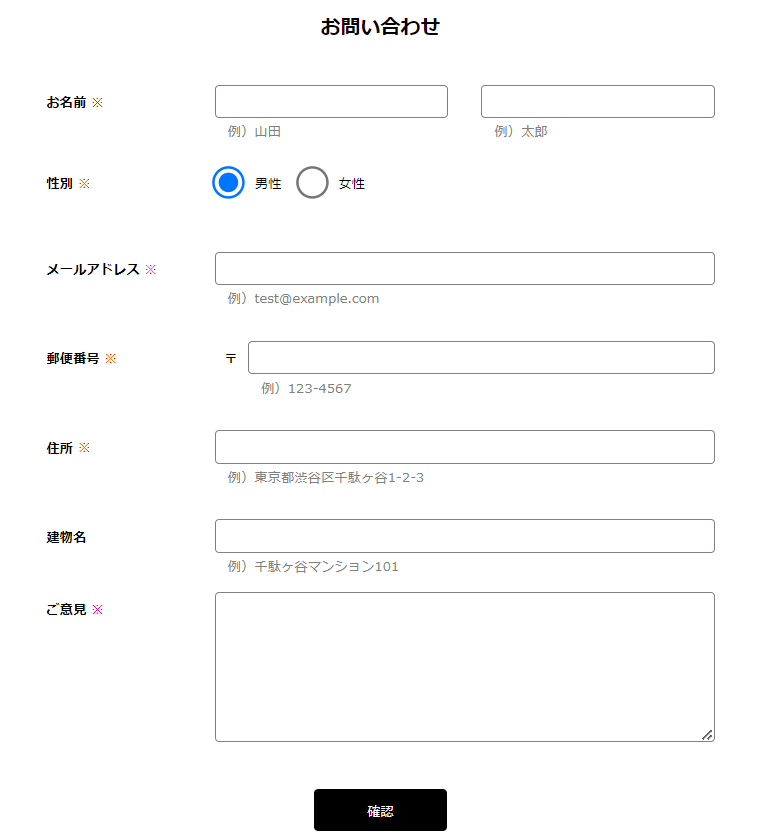 お問い合わせ
お名前 ※
例）山田 例）太郎
性別 ※ 男性 女性
メールアドレス ※
例）test@example.com
郵便番号 ※ 〒
例）123-4567
住所 ※
例）東京都渋谷区千駄ヶ谷1-2-3
建物名
例）千駄ヶ谷マンション101
ご意見 ※
確認